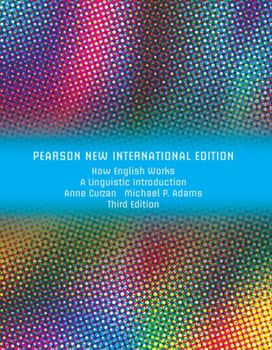 PEARSON NEW INTERNATIONAL EDITION
How English Works
A Linguistic Introduction
Anne Curzan Michael P. Adams
Third Edition